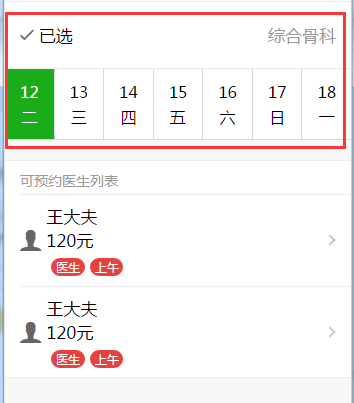 已选 综合骨科
12 13 14 15 16 17 18
二 三 四 五 六 日 一
可预约医生列表
王大夫
120元
医生 上午
王大夫
120元
医生 上午